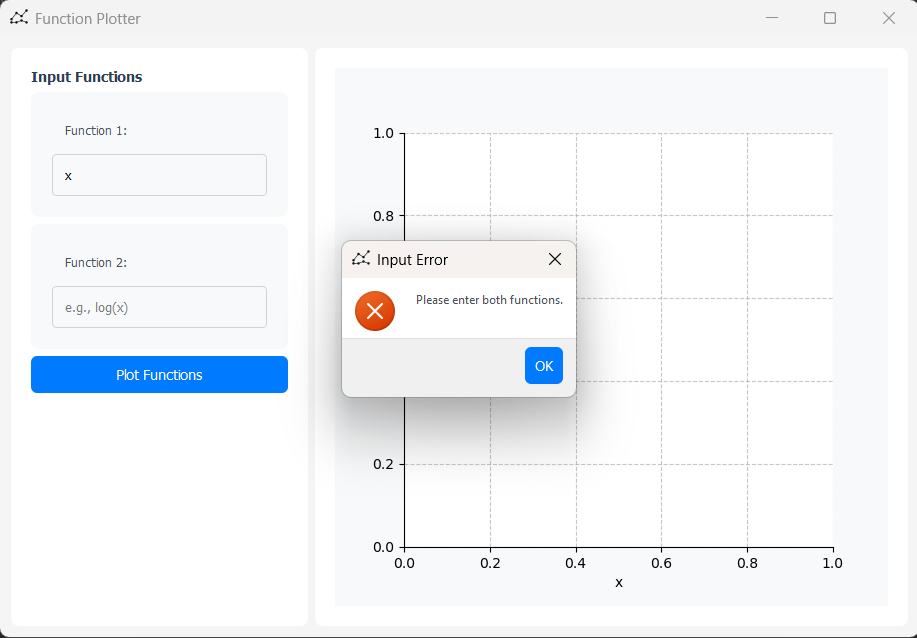 Function Plotter
Input Functions
Function 1:
x
Function 2:
e.g., log(x)
Plot Functions
1.0
0.8
Input Error
Please enter both functions.
OK
0.2
0.0
0.0 0.2 0.4 0.6 0.8 1.0
x